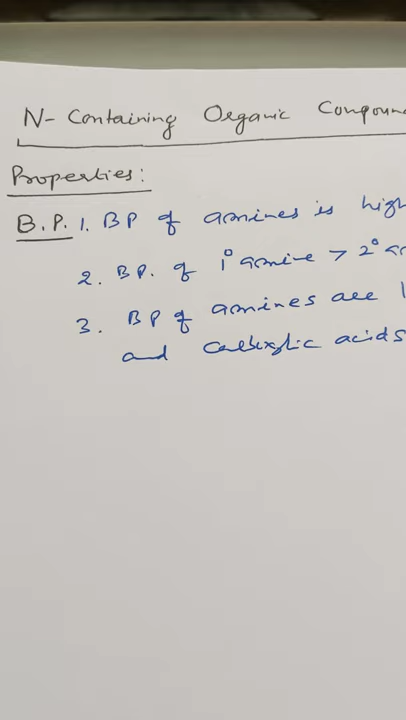 N- Containing Organic Compoun
Properties:
B.P. 1. BP of amines is high
2. BP. of 1° amine > 2° a
3. BP of amines are
and carboxylic acids